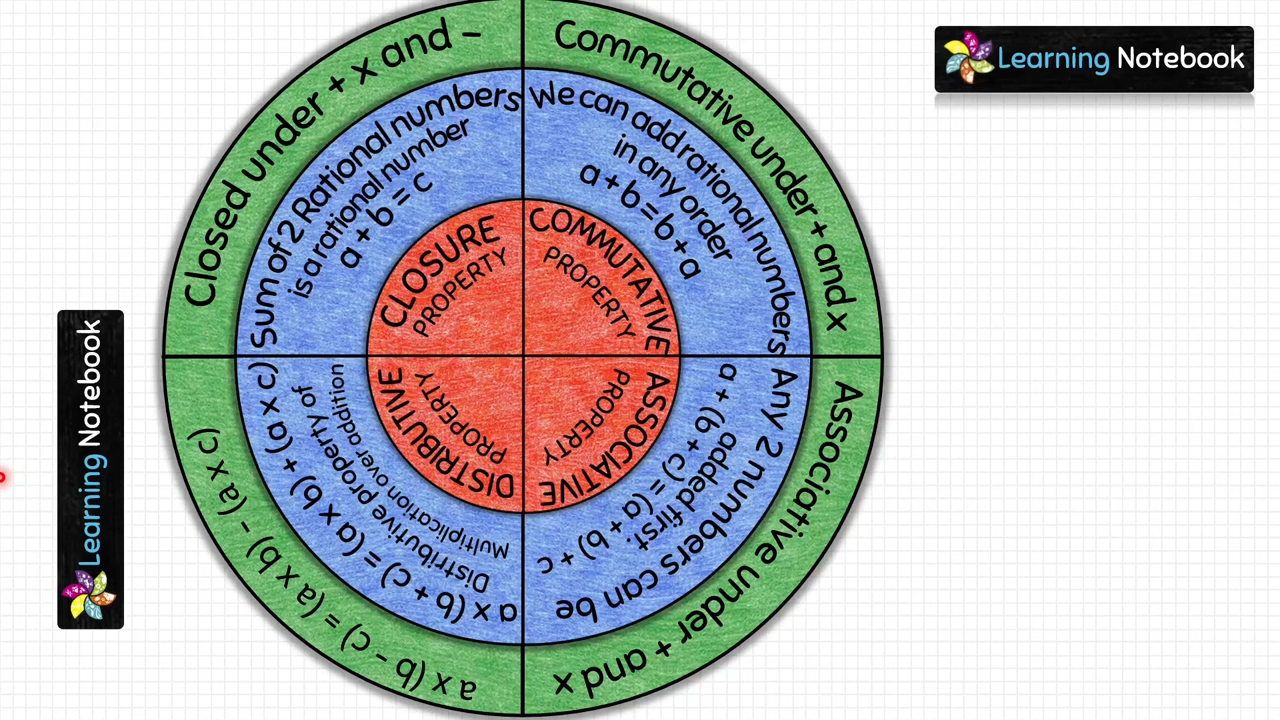 Closed under + x and -
Sum of 2 Rational numbers
is a rational number
a + b = c
CLOSURE
PROPERTY
Commutative under + and x
We can add rational numbers
in any order
a + b = b + a
COMMUTATIVE
PROPERTY
Associative under + and x
Any 2 numbers can be
added first.
a + (b + c) = (a + b) + c
ASSOCIATIVE
PROPERTY
a x (b - c) = (a x b) - (a x c)
a x (b + c) = (a x b) + (a x c)
Distributive property of
Multiplication over addition
DISTRIBUTIVE
PROPERTY
Learning Notebook
Learning Notebook